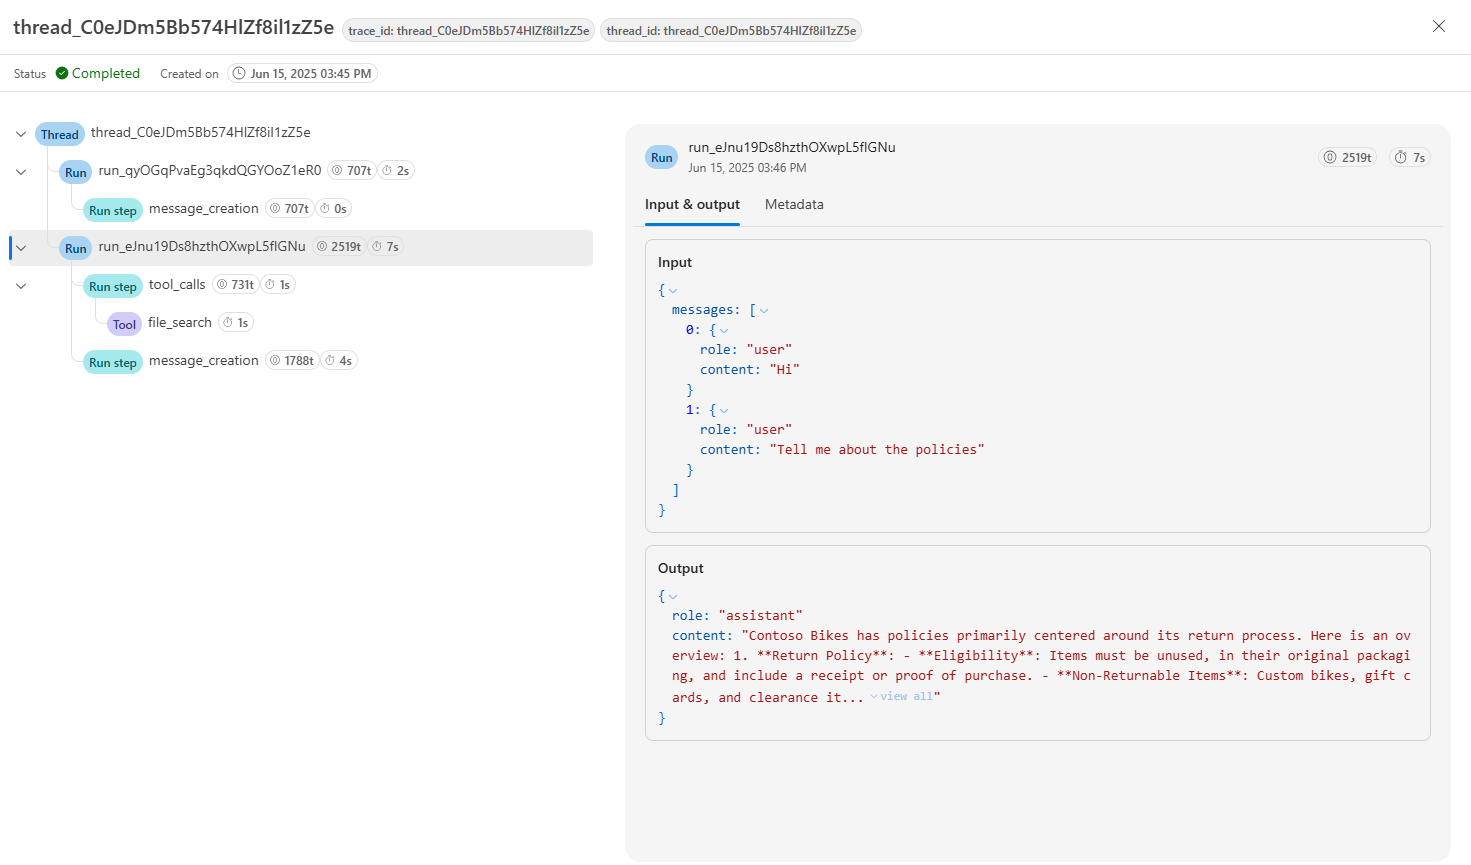 thread_C0eJDm5Bb574HlZf8il1zZ5e trace_id: thread_C0eJDm5Bb574HlZf8il1zZ5e thread_id: thread_C0eJDm5Bb574HlZf8il1zZ5e
Status Completed Created on Jun 15, 2025 03:45 PM
Thread thread_C0eJDm5Bb574HlZf8il1zZ5e
Run run_qyOGqPvaEg3qkdQGYOoZ1eR0 707t 2s
Run step message_creation 707t 0s
Run run_eJnu19Ds8hzthOXwpL5flGNu 2519t 7s
Run step tool_calls 731t 1s
Tool file_search 1s
Run step message_creation 1788t 4s
Run run_eJnu19Ds8hzthOXwpL5flGNu 2519t 7s
Jun 15, 2025 03:46 PM
Input & output Metadata
Input
{
messages: [
0: {
role: "user"
content: "Hi"
}
1: {
role: "user"
content: "Tell me about the policies"
}
]
}
Output
{
role: "assistant"
content: "Contoso Bikes has policies primarily centered around its return process. Here is an ov
erview: 1. **Return Policy**: - **Eligibility**: Items must be unused, in their original packagi
ng, and include a receipt or proof of purchase. - **Non-Returnable Items**: Custom bikes, gift c
ards, and clearance it... view all"
}